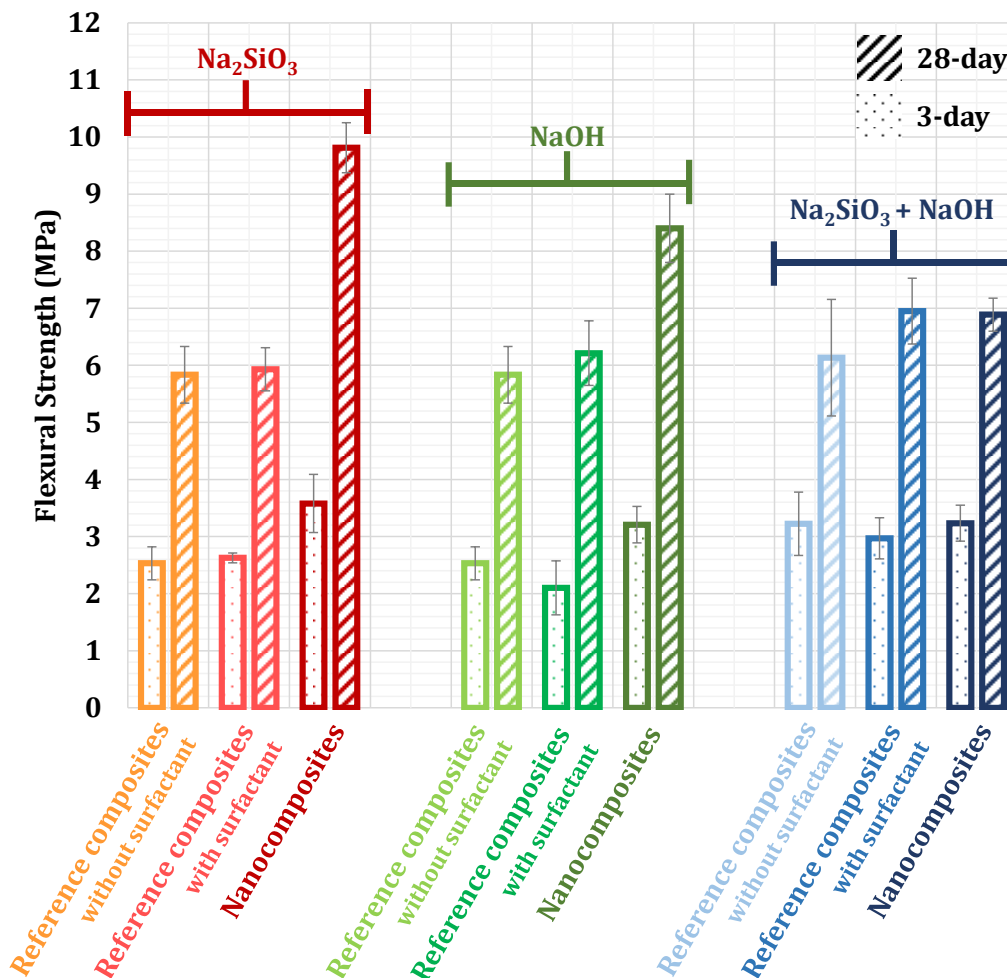 12
11
10
9
8
7
6
5
4
3
2
1
0
Flexural Strength (MPa)
Na₂SiO₃
NaOH
Na₂SiO₃ + NaOH
28-day
3-day
Reference composites
without surfactant
Reference composites
with surfactant
Nanocomposites
Reference composites
without surfactant
Reference composites
with surfactant
Nanocomposites
Reference composites
without surfactant
Reference composites
with surfactant
Nanocomposites